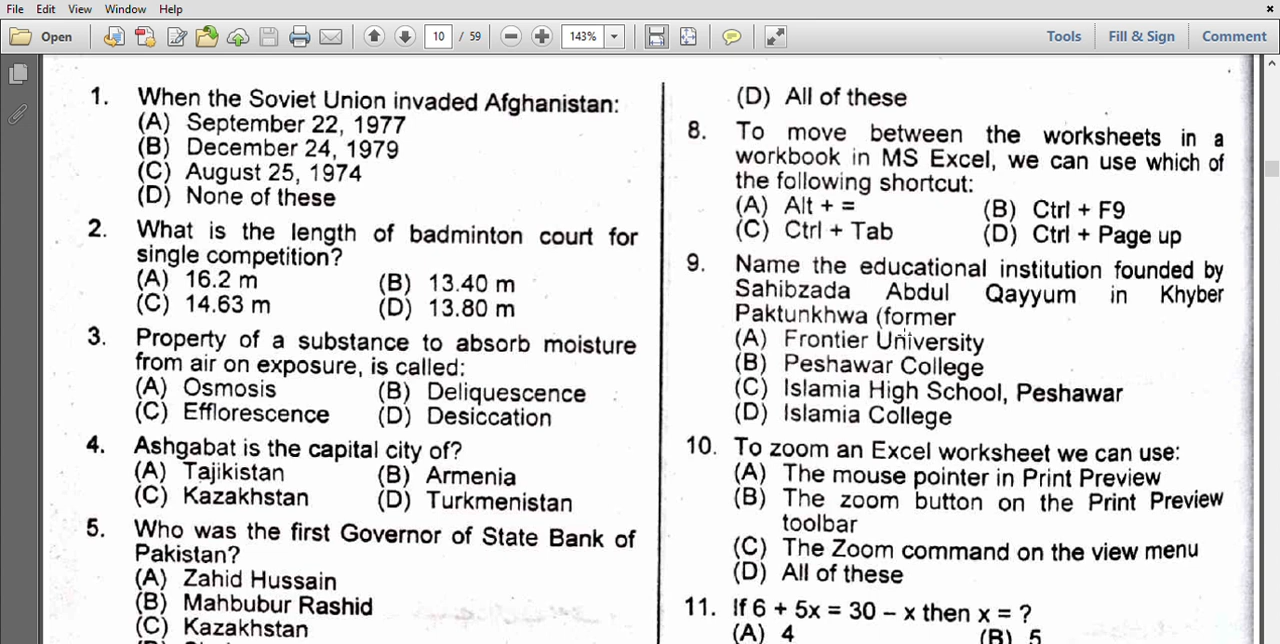 File Edit View Window Help
Open 10 / 59 143% Tools Fill & Sign Comment
1. When the Soviet Union invaded Afghanistan:
(A) September 22, 1977
(B) December 24, 1979
(C) August 25, 1974
(D) None of these
2. What is the length of badminton court for
single competition?
(A) 16.2 m (B) 13.40 m
(C) 14.63 m (D) 13.80 m
3. Property of a substance to absorb moisture
from air on exposure, is called:
(A) Osmosis (B) Deliquescence
(C) Efflorescence (D) Desiccation
4. Ashgabat is the capital city of?
(A) Tajikistan (B) Armenia
(C) Kazakhstan (D) Turkmenistan
5. Who was the first Governor of State Bank of
Pakistan?
(A) Zahid Hussain
(B) Mahbubur Rashid
(C) Kazakhstan
(D) All of these
8. To move between the worksheets in a
workbook in MS Excel, we can use which of
the following shortcut:
(A) Alt + = (B) Ctrl + F9
(C) Ctrl + Tab (D) Ctrl + Page up
9. Name the educational institution founded by
Sahibzada Abdul Qayyum in Khyber
Paktunkhwa (former
(A) Frontier University
(B) Peshawar College
(C) Islamia High School, Peshawar
(D) Islamia College
10. To zoom an Excel worksheet we can use:
(A) The mouse pointer in Print Preview
(B) The zoom button on the Print Preview
toolbar
(C) The Zoom command on the view menu
(D) All of these
11. If 6 + 5x = 30 – x then x = ?
(A) 4 (B) 5